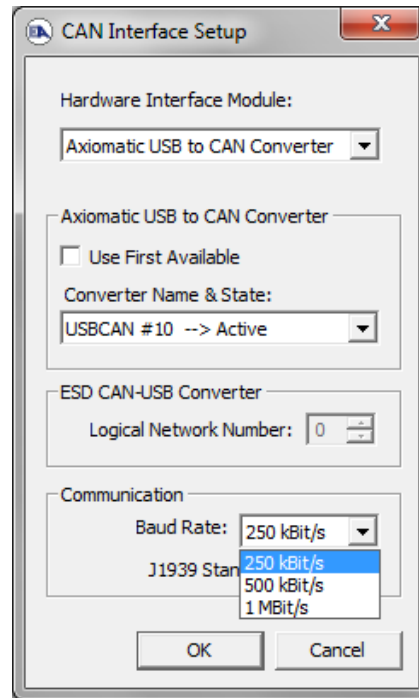 CAN Interface Setup
Hardware Interface Module:
Axiomatic USB to CAN Converter
Axiomatic USB to CAN Converter
Use First Available
Converter Name & State:
USBCAN #10 --> Active
ESD CAN-USB Converter
Logical Network Number: 0
Communication
Baud Rate: 250 kBit/s
250 kBit/s
J1939 Stan
500 kBit/s
1 MBit/s
OK Cancel